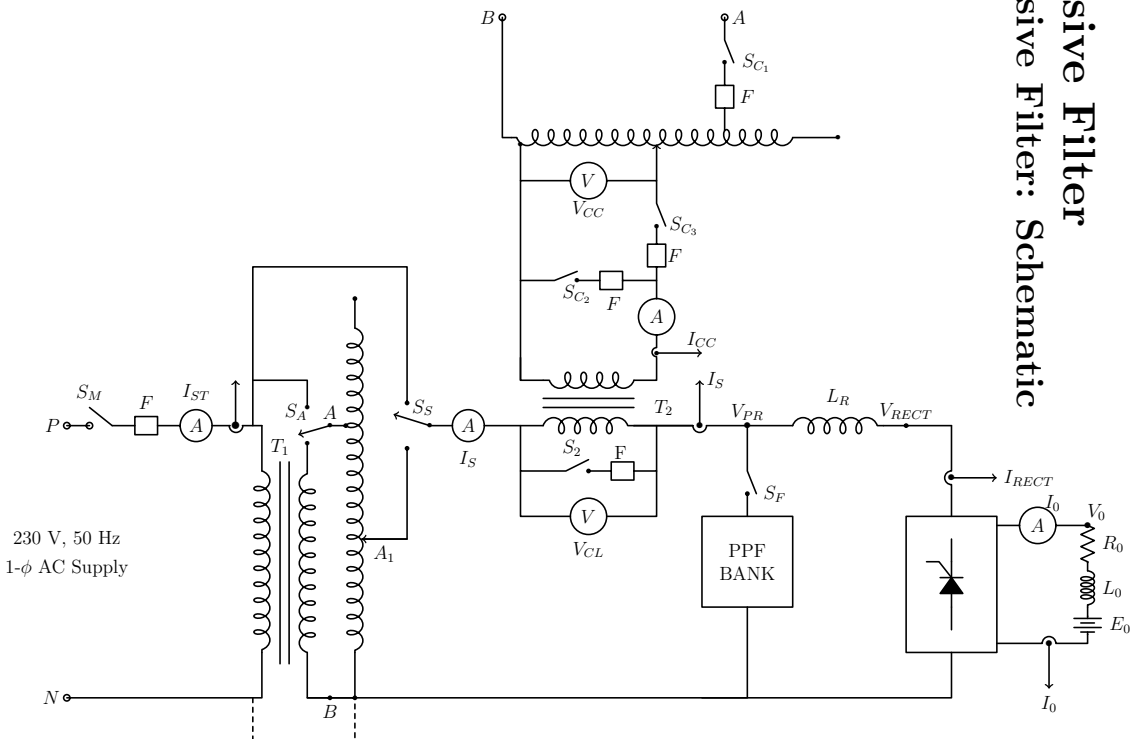 ssive Filter
ssive Filter: Schematic
B
A
S_{C_1}
F
V
V_{CC}
S_{C_3}
F
S_{C_2}
F
A
I_{CC}
S_M
F
I_{ST}
S_A
A
S_S
T_2
I_S
V_{PR}
L_R
V_{RECT}
P
A
T_1
A
I_S
S_2
F
S_F
I_{RECT}
V
V_{CL}
I_0
A
V_0
R_0
230 V, 50 Hz
1-ϕ AC Supply
A_1
PPF
BANK
L_0
E_0
N
B
I_0